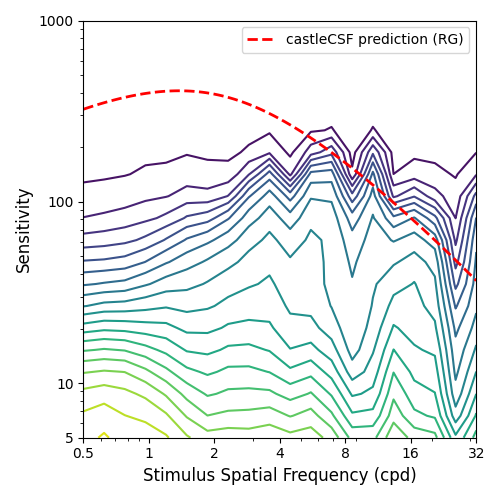 castleCSF prediction (RG)
1000
100
10
5
Sensitivity
0.5 1 2 4 8 16 32
Stimulus Spatial Frequency (cpd)